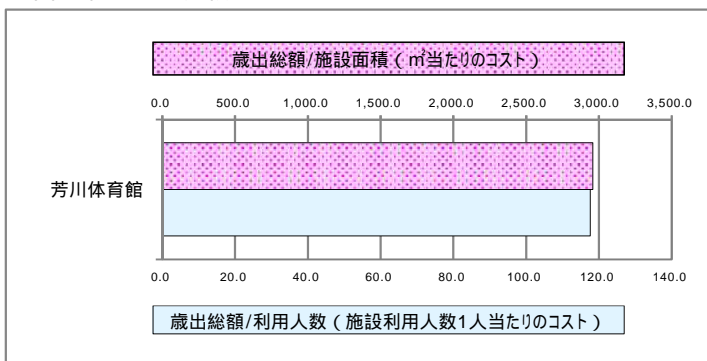 歳出総額/施設面積（㎡当たりのコスト）
0.0 500.0 1,000.0 1,500.0 2,000.0 2,500.0 3,000.0 3,500.0
芳川体育館
0.0 20.0 40.0 60.0 80.0 100.0 120.0 140.0
歳出総額/利用人数（施設利用人数1人当たりのコスト）